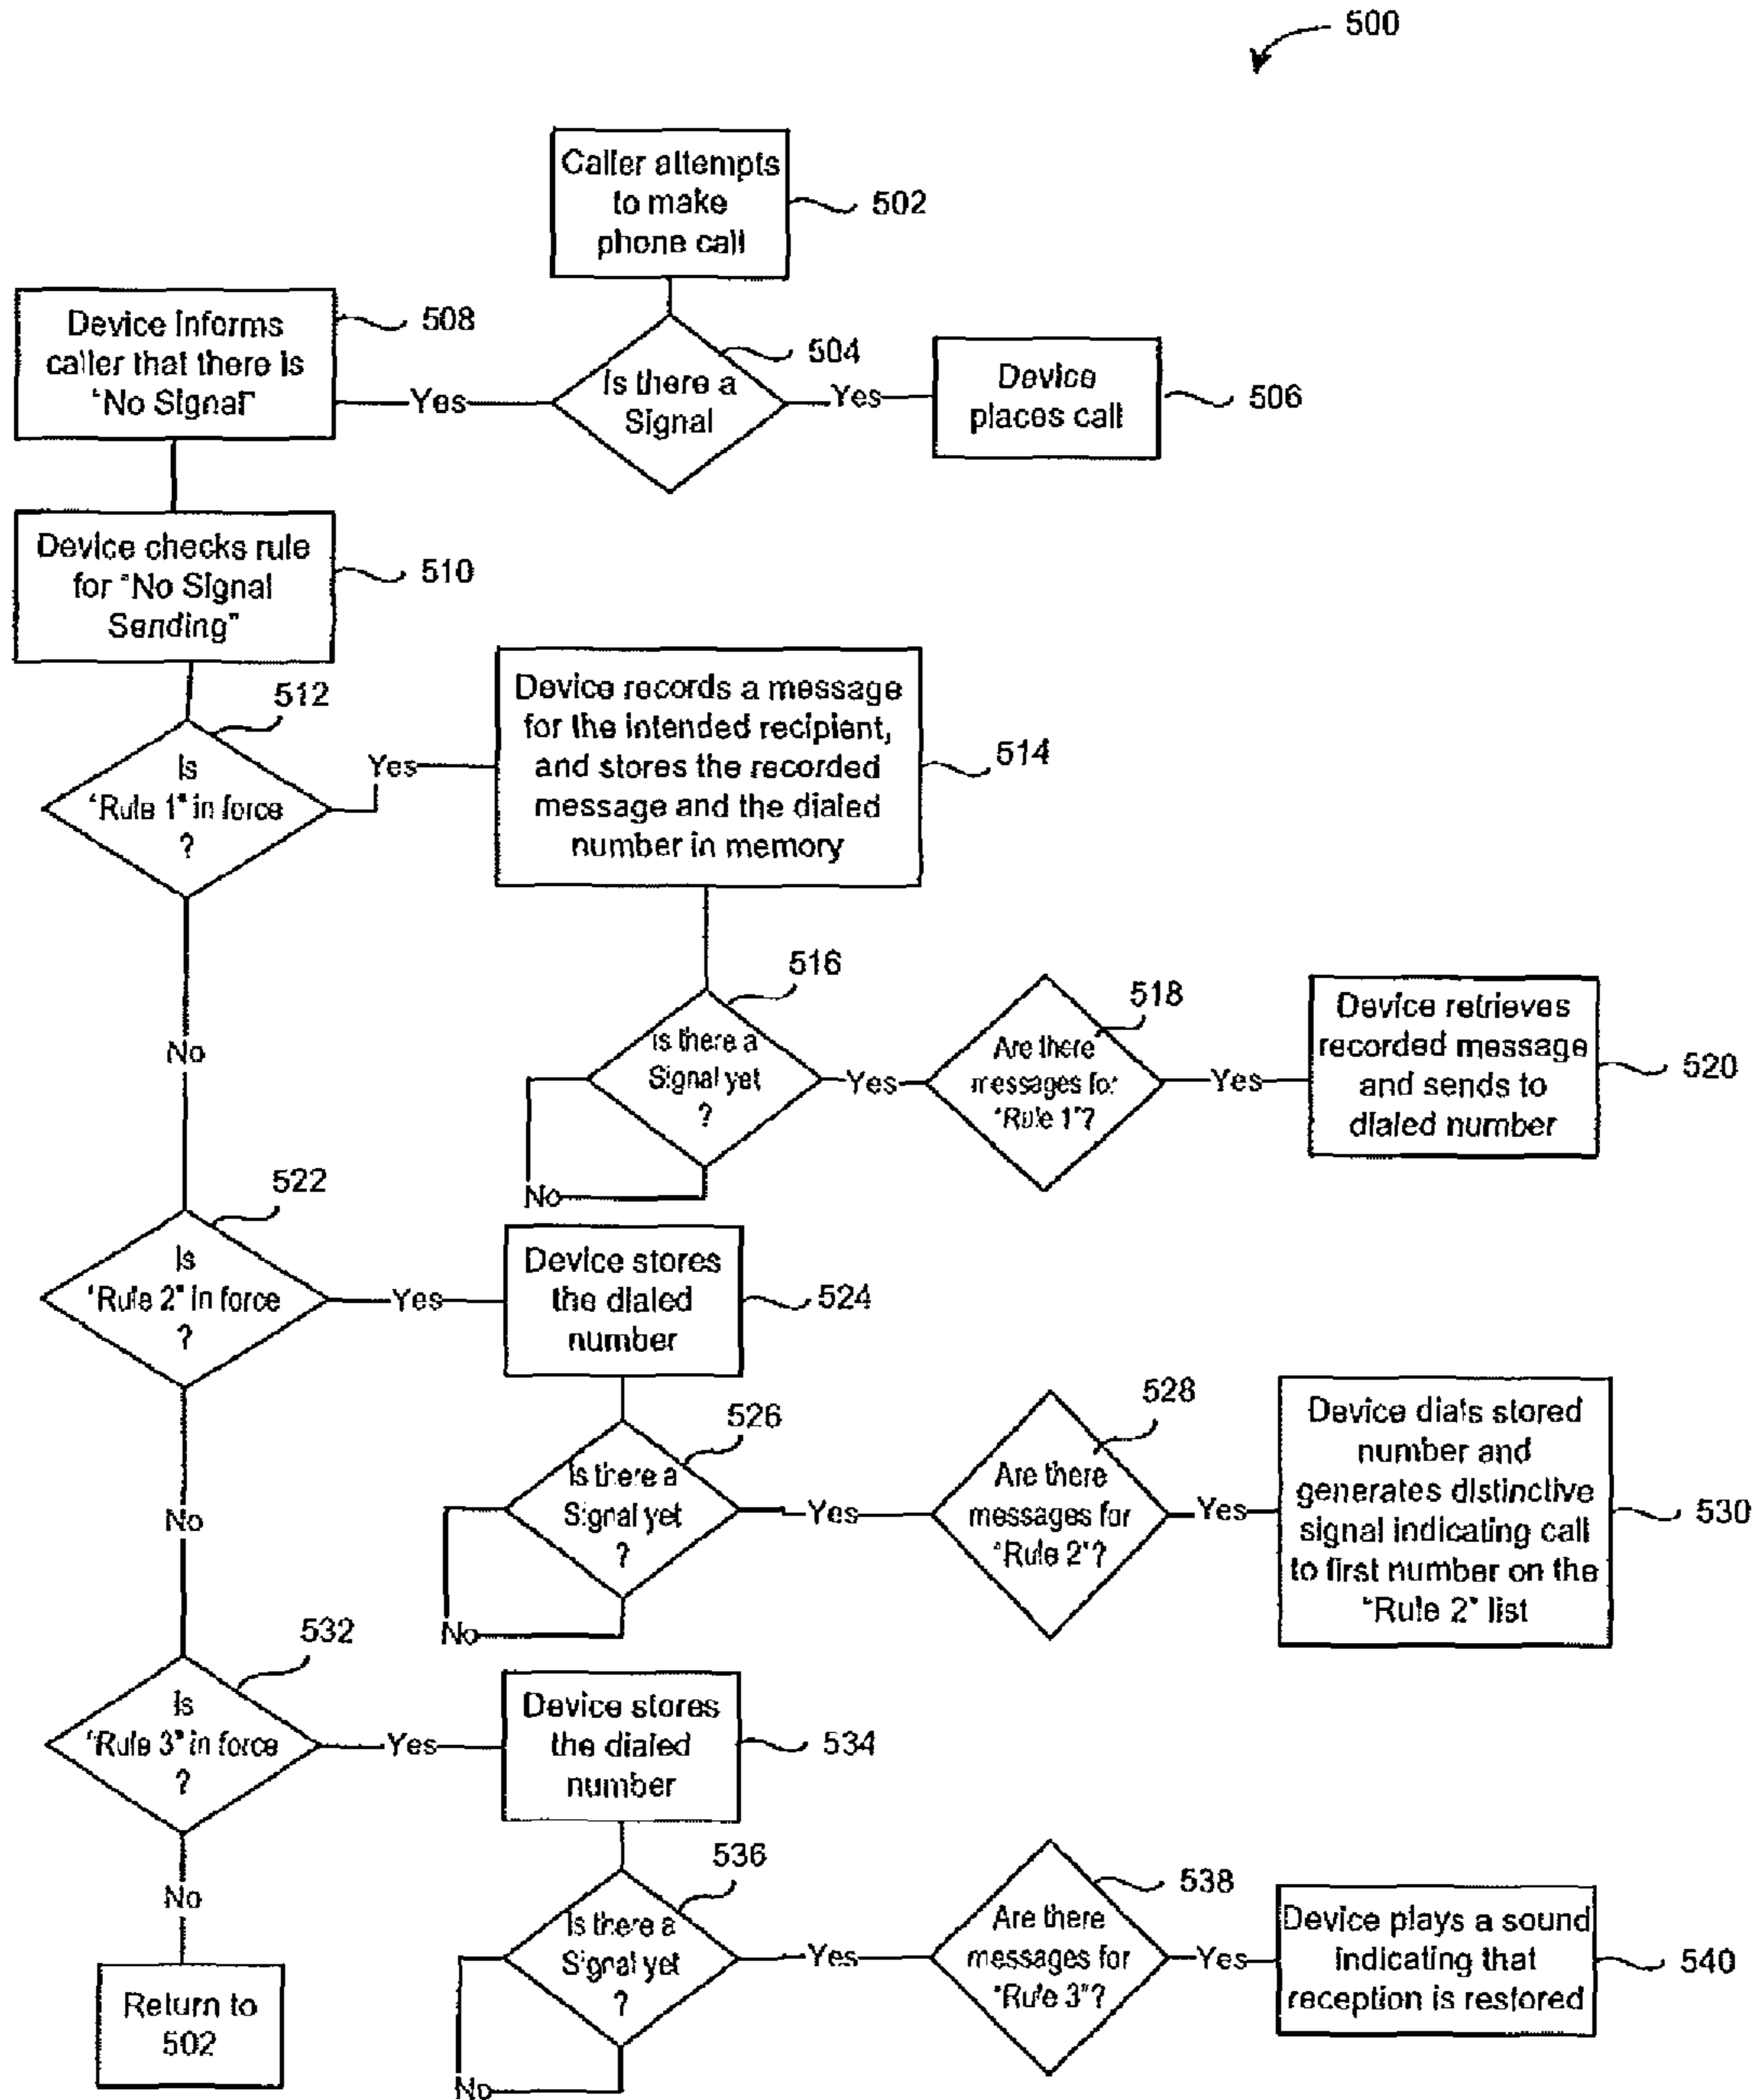 500
Caller attempts
to make
phone call
502
Device informs
caller that there is
"No Signal"
508
Is there a
Signal
504
Yes
Yes
Device
places call
506
Device checks rule
for "No Signal
Sending"
510
Is
"Rule 1" in force
?
512
Yes
Device records a message
for the intended recipient,
and stores the recorded
message and the dialed
number in memory
514
No
Is there a
Signal yet
?
516
No
Yes
Are there
messages for
"Rule 1"?
518
Yes
Device retrieves
recorded message
and sends to
dialed number
520
Is
"Rule 2" in force
?
522
Yes
Device stores
the dialed
number
524
No
Is there a
Signal yet
?
526
No
Yes
Are there
messages for
"Rule 2"?
528
Yes
Device dials stored
number and
generates distinctive
signal indicating call
to first number on the
"Rule 2" list
530
Is
"Rule 3" in force
?
532
Yes
Device stores
the dialed
number
534
No
Return to
502
Is there a
Signal yet
?
536
No
Yes
Are there
messages for
"Rule 3"?
538
Yes
Device plays a sound
indicating that
reception is restored
540